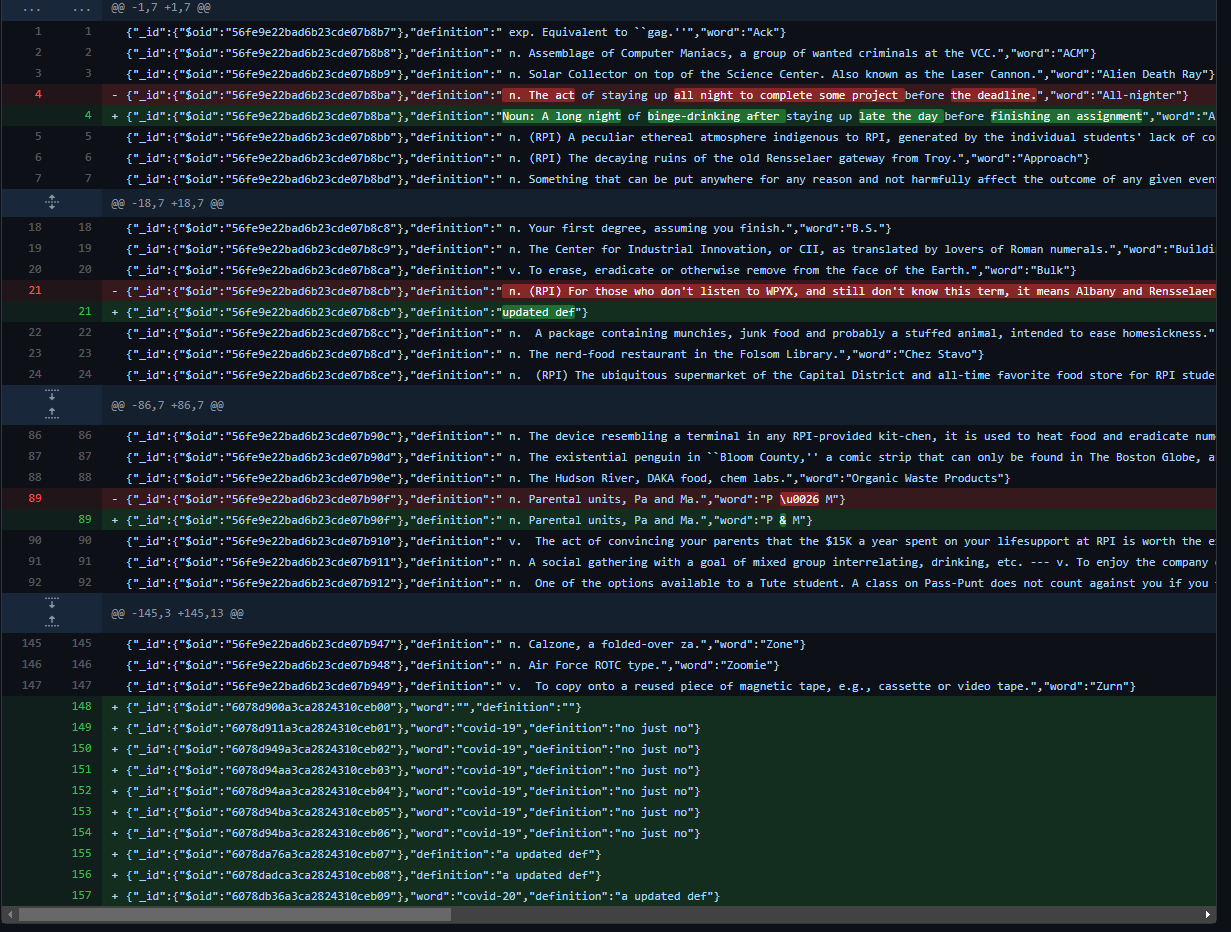 ... ... @@ -1,7 +1,7 @@
1 1 {"_id":{"$oid":"56fe9e22bad6b23cde07b8b7"},"definition":" exp. Equivalent to ``gag.''","word":"Ack"}
2 2 {"_id":{"$oid":"56fe9e22bad6b23cde07b8b8"},"definition":" n. Assemblage of Computer Maniacs, a group of wanted criminals at the VCC.","word":"ACM"}
3 3 {"_id":{"$oid":"56fe9e22bad6b23cde07b8b9"},"definition":" n. Solar Collector on top of the Science Center. Also known as the Laser Cannon.","word":"Alien Death Ray"}
4 - {"_id":{"$oid":"56fe9e22bad6b23cde07b8ba"},"definition":" n. The act of staying up all night to complete some project before the deadline.","word":"All-nighter"}
4 + {"_id":{"$oid":"56fe9e22bad6b23cde07b8ba"},"definition":"Noun: A long night of binge-drinking after staying up late the day before finishing an assignment","word":"A
5 5 {"_id":{"$oid":"56fe9e22bad6b23cde07b8bb"},"definition":" n. (RPI) A peculiar ethereal atmosphere indigenous to RPI, generated by the individual students' lack of co
6 6 {"_id":{"$oid":"56fe9e22bad6b23cde07b8bc"},"definition":" n. (RPI) The decaying ruins of the old Rensselaer gateway from Troy.","word":"Approach"}
7 7 {"_id":{"$oid":"56fe9e22bad6b23cde07b8bd"},"definition":" n. Something that can be put anywhere for any reason and not harmfully affect the outcome of any given even
@@ -18,7 +18,7 @@
18 18 {"_id":{"$oid":"56fe9e22bad6b23cde07b8c8"},"definition":" n. Your first degree, assuming you finish.","word":"B.S."}
19 19 {"_id":{"$oid":"56fe9e22bad6b23cde07b8c9"},"definition":" n. The Center for Industrial Innovation, or CII, as translated by lovers of Roman numerals.","word":"Buildi
20 20 {"_id":{"$oid":"56fe9e22bad6b23cde07b8ca"},"definition":" v. To erase, eradicate or otherwise remove from the face of the Earth.","word":"Bulk"}
21 - {"_id":{"$oid":"56fe9e22bad6b23cde07b8cb"},"definition":" n. (RPI) For those who don't listen to WPYX, and still don't know this term, it means Albany and Rensselaer
21 + {"_id":{"$oid":"56fe9e22bad6b23cde07b8cb"},"definition":"updated def"}
22 22 {"_id":{"$oid":"56fe9e22bad6b23cde07b8cc"},"definition":" n.  A package containing munchies, junk food and probably a stuffed animal, intended to ease homesickness."
23 23 {"_id":{"$oid":"56fe9e22bad6b23cde07b8cd"},"definition":" n. The nerd-food restaurant in the Folsom Library.","word":"Chez Stavo"}
24 24 {"_id":{"$oid":"56fe9e22bad6b23cde07b8ce"},"definition":" n.  (RPI) The ubiquitous supermarket of the Capital District and all-time favorite food store for RPI stude
@@ -86,7 +86,7 @@
86 86 {"_id":{"$oid":"56fe9e22bad6b23cde07b90c"},"definition":" n. The device resembling a terminal in any RPI-provided kit-chen, it is used to heat food and eradicate num
87 87 {"_id":{"$oid":"56fe9e22bad6b23cde07b90d"},"definition":" n. The existential penguin in ``Bloom County,'' a comic strip that can only be found in The Boston Globe, a
88 88 {"_id":{"$oid":"56fe9e22bad6b23cde07b90e"},"definition":" n. The Hudson River, DAKA food, chem labs.","word":"Organic Waste Products"}
89 - {"_id":{"$oid":"56fe9e22bad6b23cde07b90f"},"definition":" n. Parental units, Pa and Ma.","word":"P \u0026 M"}
89 + {"_id":{"$oid":"56fe9e22bad6b23cde07b90f"},"definition":" n. Parental units, Pa and Ma.","word":"P & M"}
90 90 {"_id":{"$oid":"56fe9e22bad6b23cde07b910"},"definition":" v.  The act of convincing your parents that the $15K a year spent on your lifesupport at RPI is worth the e
91 91 {"_id":{"$oid":"56fe9e22bad6b23cde07b911"},"definition":" n. A social gathering with a goal of mixed group interrelating, drinking, etc. --- v. To enjoy the company
92 92 {"_id":{"$oid":"56fe9e22bad6b23cde07b912"},"definition":" n.  One of the options available to a Tute student. A class on Pass-Punt does not count against you if you
@@ -145,3 +145,13 @@
145 145 {"_id":{"$oid":"56fe9e22bad6b23cde07b947"},"definition":" n. Calzone, a folded-over za.","word":"Zone"}
146 146 {"_id":{"$oid":"56fe9e22bad6b23cde07b948"},"definition":" n. Air Force ROTC type.","word":"Zoomie"}
147 147 {"_id":{"$oid":"56fe9e22bad6b23cde07b949"},"definition":" v.  To copy onto a reused piece of magnetic tape, e.g., cassette or video tape.","word":"Zurn"}
148 + {"_id":{"$oid":"6078d900a3ca2824310ceb00"},"word":"","definition":""}
149 + {"_id":{"$oid":"6078d911a3ca2824310ceb01"},"word":"covid-19","definition":"no just no"}
150 + {"_id":{"$oid":"6078d949a3ca2824310ceb02"},"word":"covid-19","definition":"no just no"}
151 + {"_id":{"$oid":"6078d94aa3ca2824310ceb03"},"word":"covid-19","definition":"no just no"}
152 + {"_id":{"$oid":"6078d94aa3ca2824310ceb04"},"word":"covid-19","definition":"no just no"}
153 + {"_id":{"$oid":"6078d94ba3ca2824310ceb05"},"word":"covid-19","definition":"no just no"}
154 + {"_id":{"$oid":"6078d94ba3ca2824310ceb06"},"word":"covid-19","definition":"no just no"}
155 + {"_id":{"$oid":"6078da76a3ca2824310ceb07"},"definition":"a updated def"}
156 + {"_id":{"$oid":"6078dadca3ca2824310ceb08"},"definition":"a updated def"}
157 + {"_id":{"$oid":"6078db36a3ca2824310ceb09"},"word":"covid-20","definition":"a updated def"}